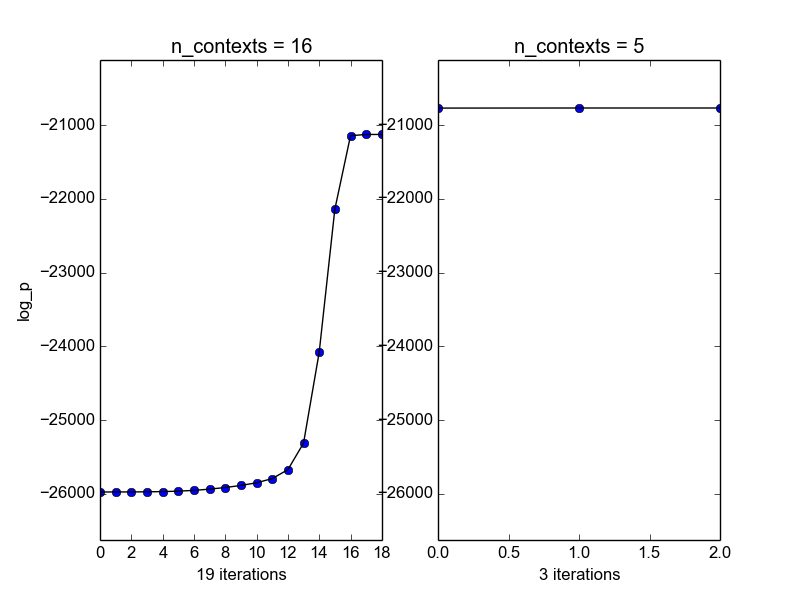 n_contexts = 16
n_contexts = 5
log_p
−21000
−22000
−23000
−24000
−25000
−26000
0 2 4 6 8 10 12 14 16 18
19 iterations
−21000
−22000
−23000
−24000
−25000
−26000
0.0 0.5 1.0 1.5 2.0
3 iterations